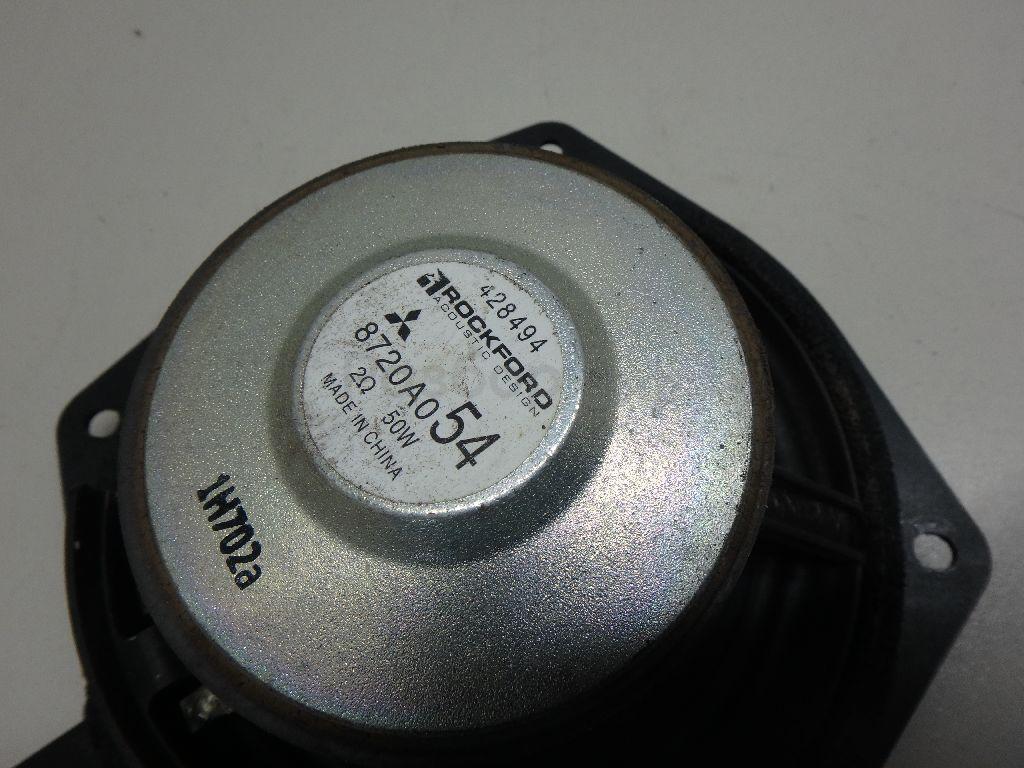 428494
ROCKFORD
ACOUSTIC DESIGN
8720A054
2Ω 50W
MADE IN CHINA
1H702a